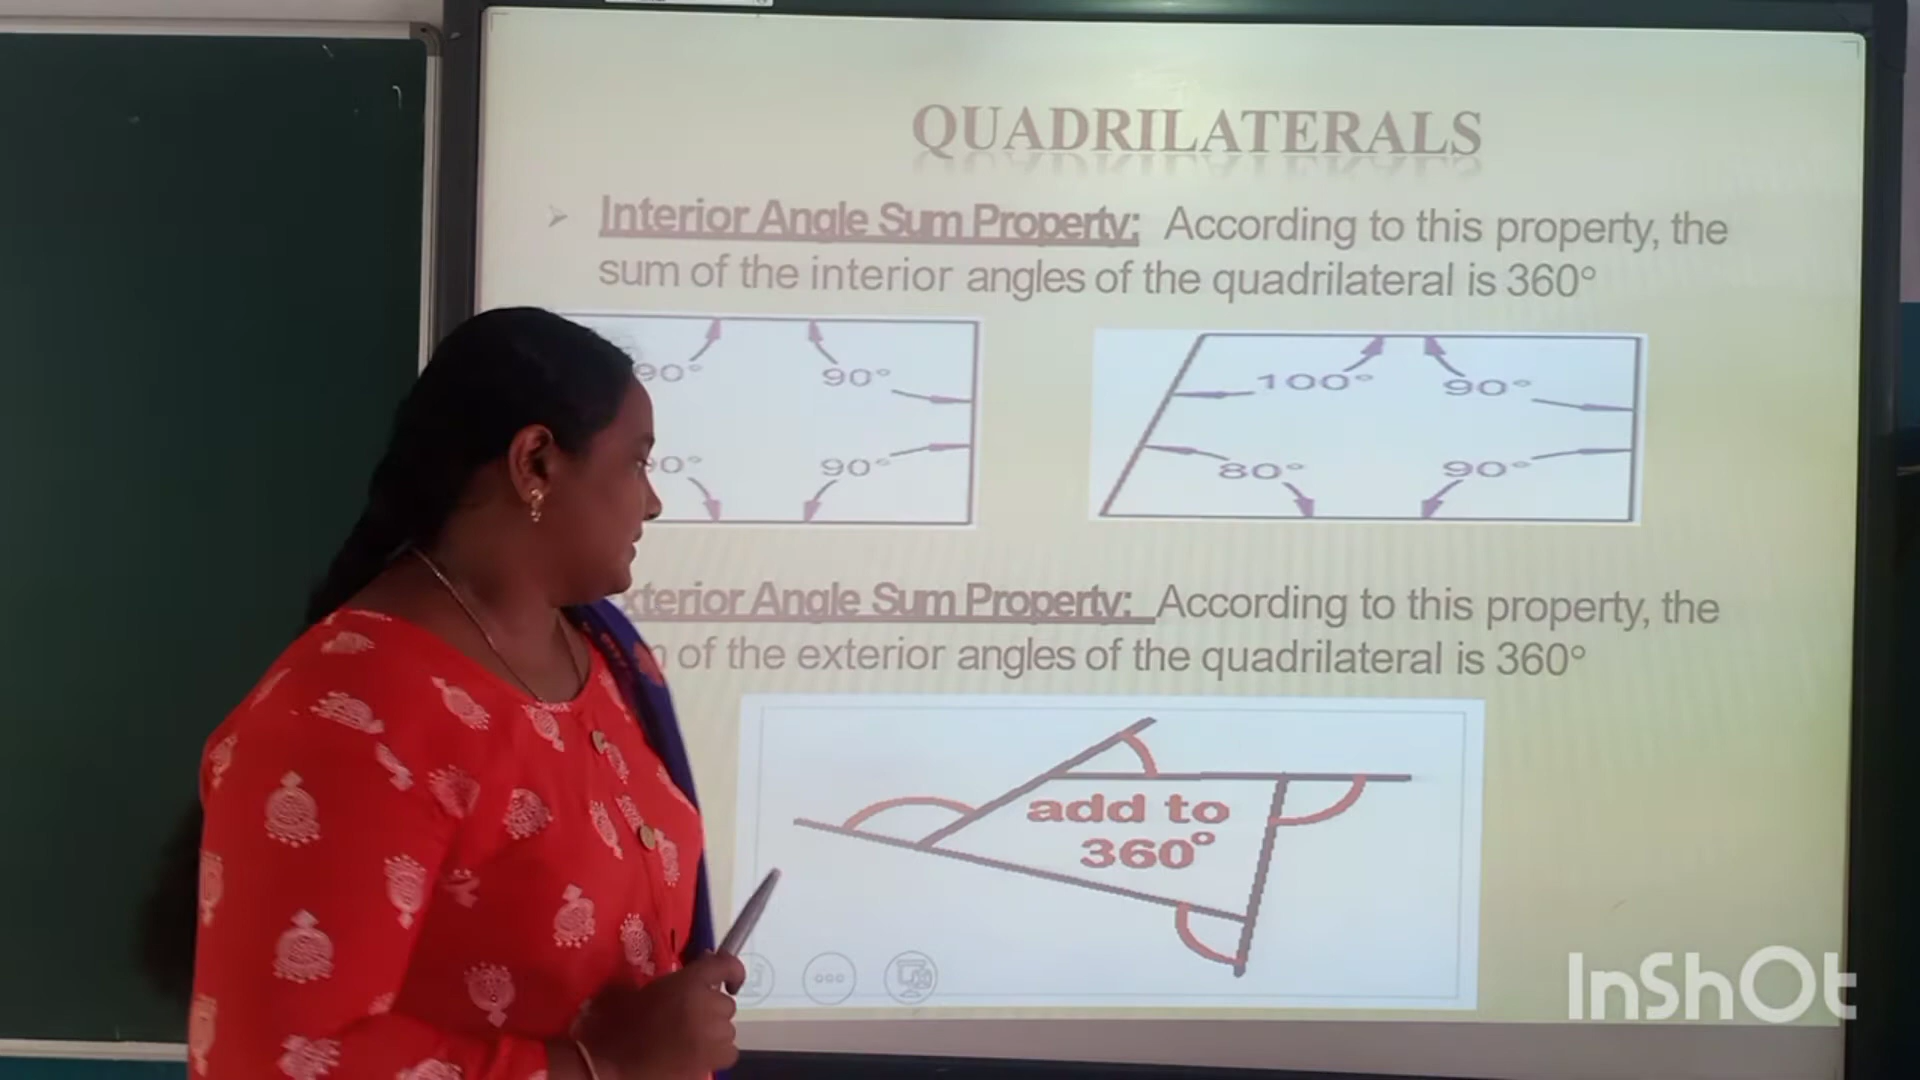 QUADRILATERALS
➢ Interior Angle Sum Property: According to this property, the
sum of the interior angles of the quadrilateral is 360°
90° 90° 100° 90°
90° 80° 90°
Angle Sum Property: According to this property, the
of the exterior angles of the quadrilateral is 360°
add to
360°
InShOt